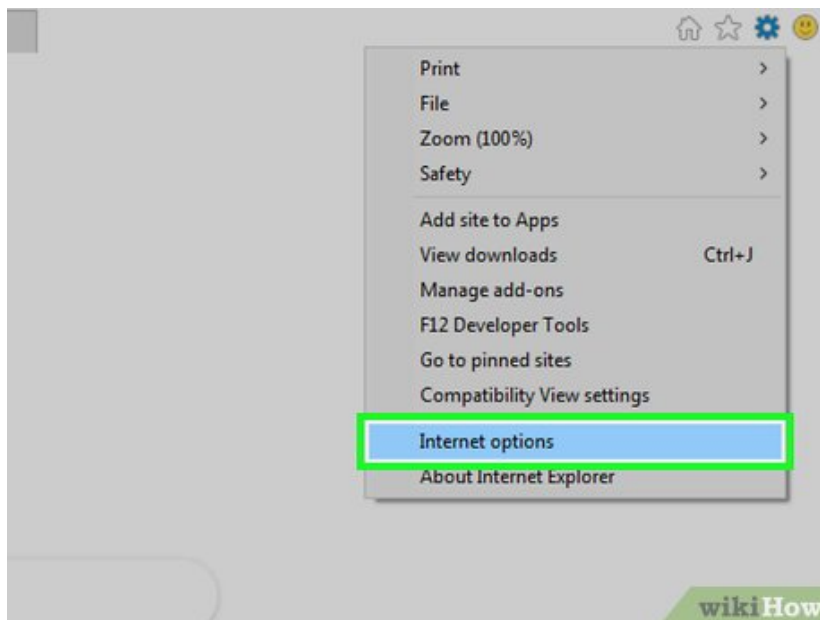 Print
File
Zoom (100%)
Safety
Add site to Apps
View downloads Ctrl+J
Manage add-ons
F12 Developer Tools
Go to pinned sites
Compatibility View settings
Internet options
About Internet Explorer
wikiHow